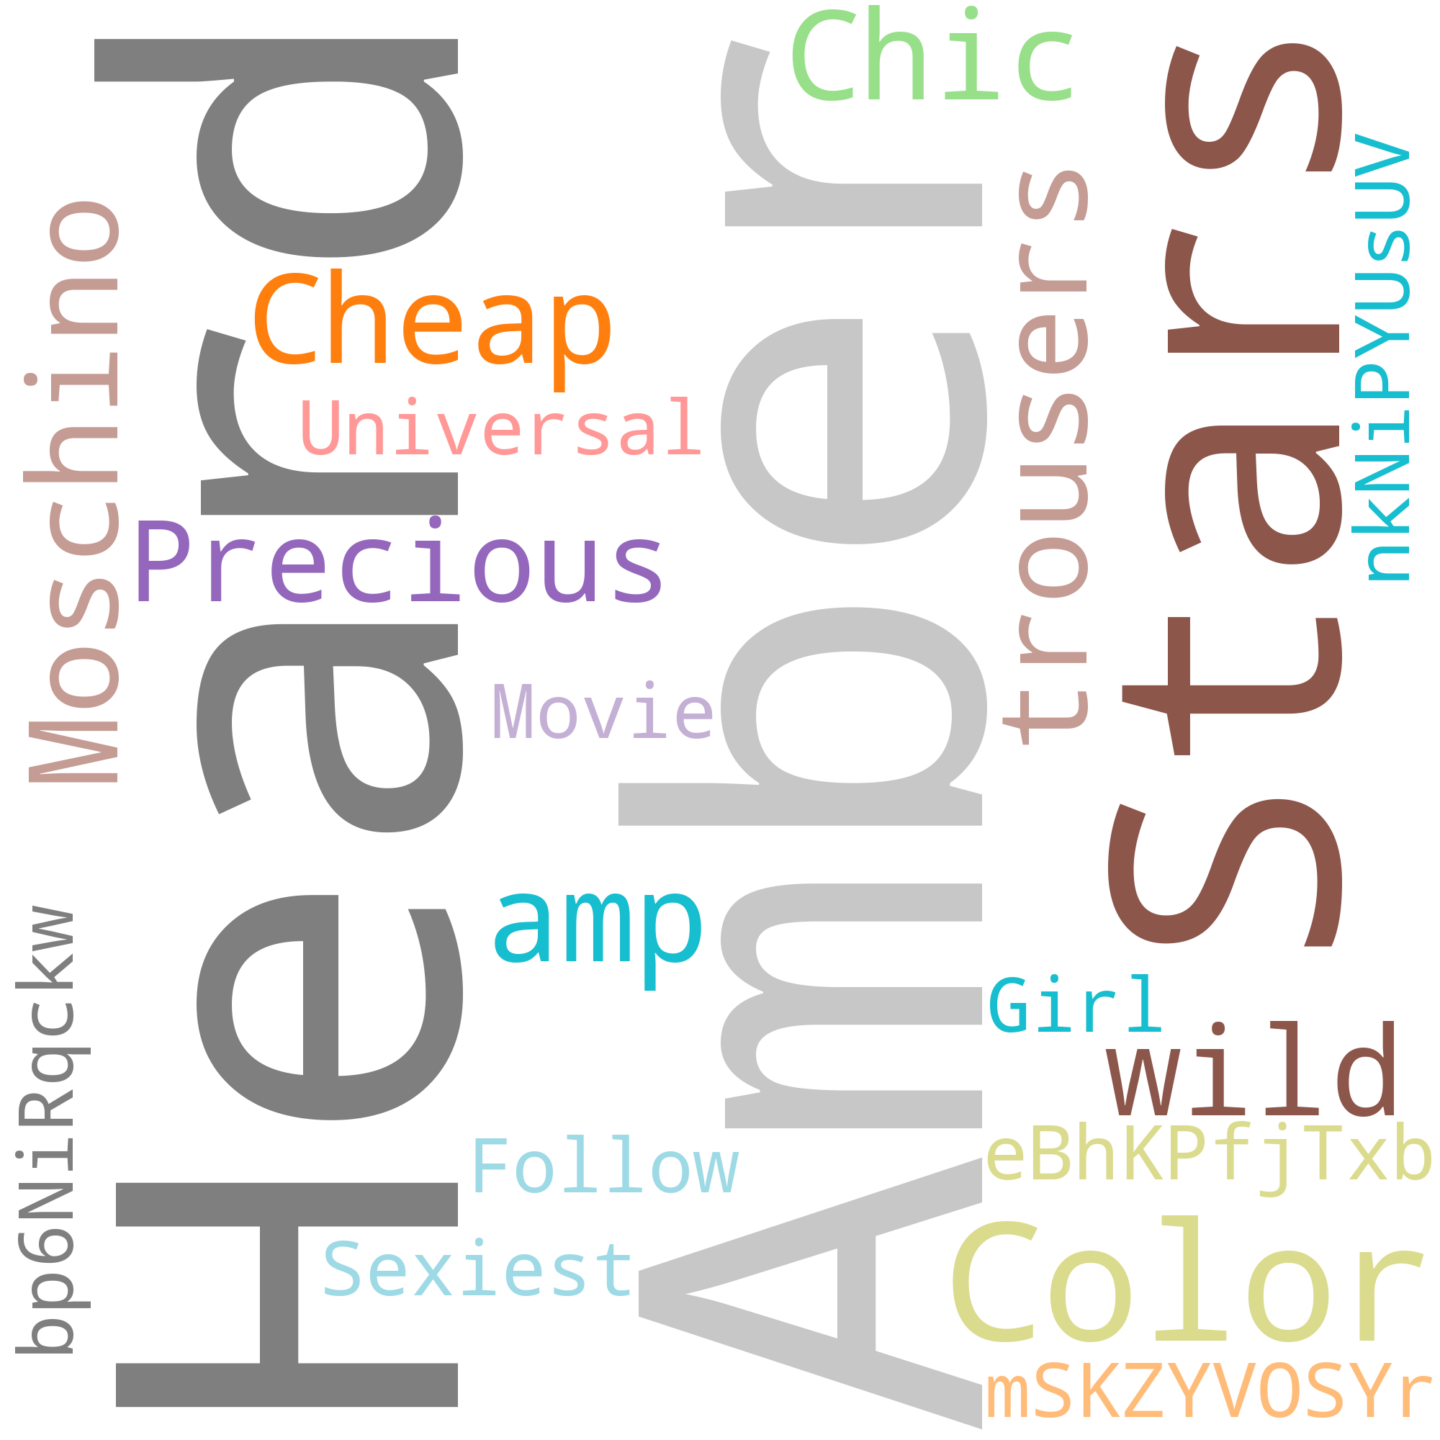 Heard
Amber
Stars
Chic
Moschino
Cheap
Universal
Precious
trousers
nkNiPYUsUV
Movie
amp
Girl
wild
bp6NiRqckw
Follow
eBhKPfjTxb
Sexiest
Color
mSKZYVOSYr